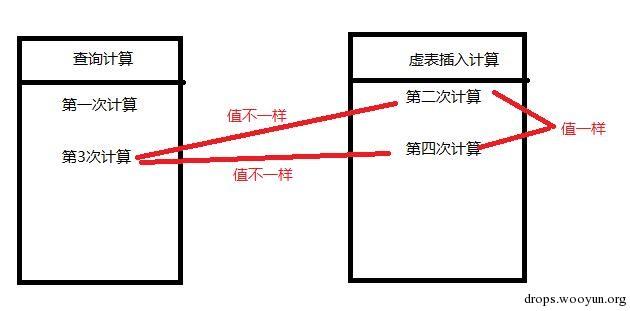 查询计算
虚表插入计算
第一次计算
第二次计算
值不一样
值一样
第3次计算
第四次计算
值不一样
drops.wooyun.org